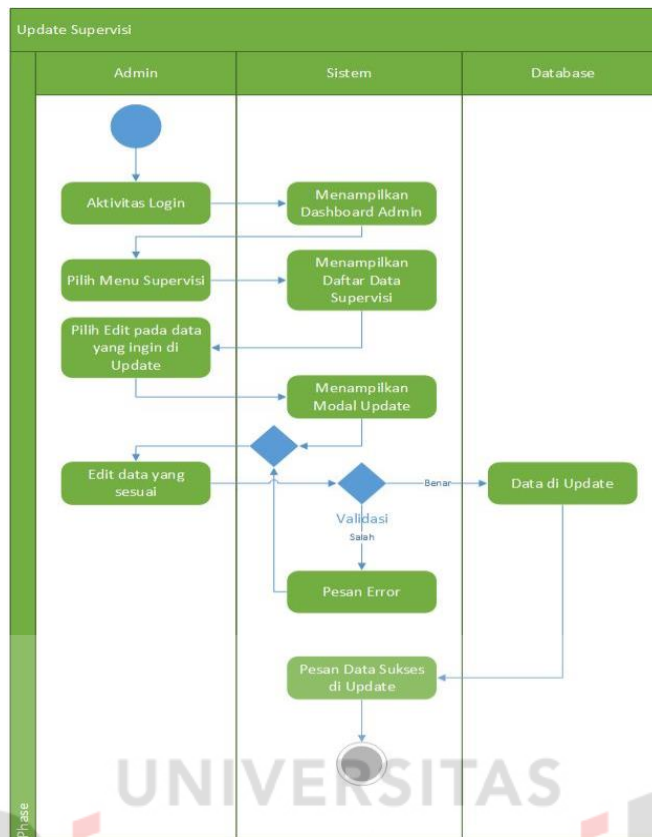 Update Supervisi
Admin
Sistem
Database
Aktivitas Login
Menampilkan
Dashboard Admin
Pilih Menu Supervisi
Menampilkan
Daftar Data
Supervisi
Pilih Edit pada data
yang ingin di
Update
Menampilkan
Modal Update
Edit data yang
sesuai
Validasi
Benar
Data di Update
Salah
Pesan Error
Pesan Data Sukses
di Update
Phase
UNIVERSITAS